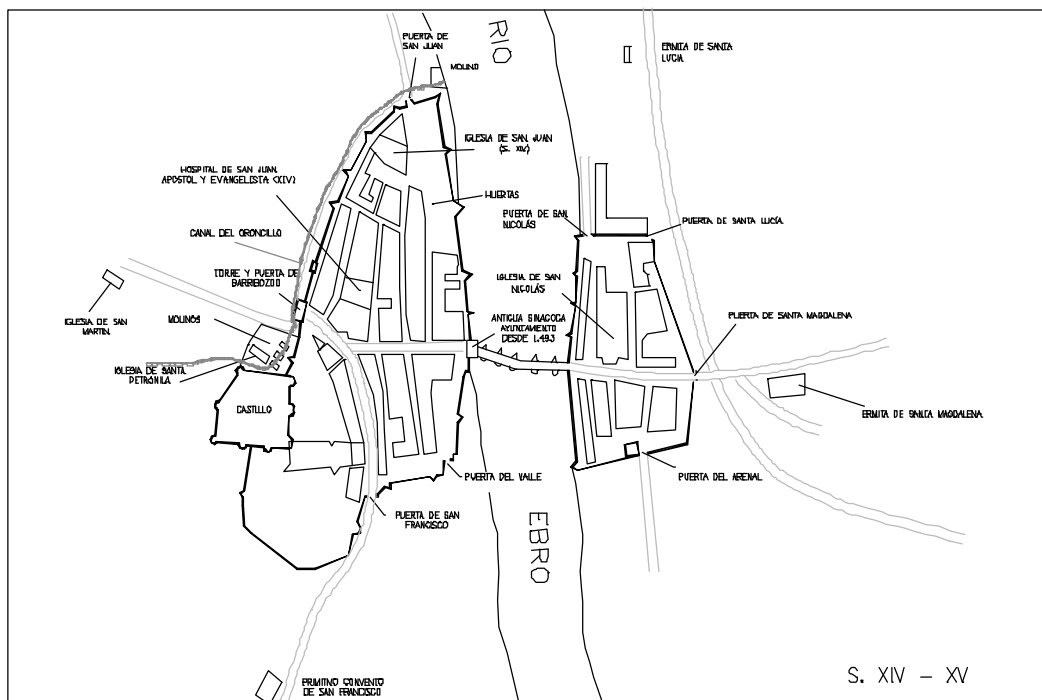 PUERTA DE
SAN JUAN
MOLINO
RIO
ERMITA DE SANTA
LUCIA
IGLESIA DE SAN JUAN
(S. XIV)
HOSPITAL DE SAN JUAN
APOSTOL Y EVANGELISTA (XIV)
HUERTAS
PUERTA DE SAN
NICOLÁS
PUERTA DE SANTA LUCÍA
CANAL DEL ORONCILLO
TORRE Y PUERTA DE
BARRIOZOO
IGLESIA DE SAN
NICOLÁS
IGLESIA DE SAN
MARTIN
MOLINOS
ANTIGUA SINAGOGA
AYUNTAMIENTO
DESDE 1.493
PUERTA DE SANTA MAGDALENA
IGLESIA DE SANTA
PETRONILA
CASTILLO
ERMITA DE SANTA MAGDALENA
PUERTA DEL VALLE
PUERTA DEL ARENAL
PUERTA DE SAN
FRANCISCO
EBRO
PRIMITIVO CONVENTO
DE SAN FRANCISCO
S. XIV - XV